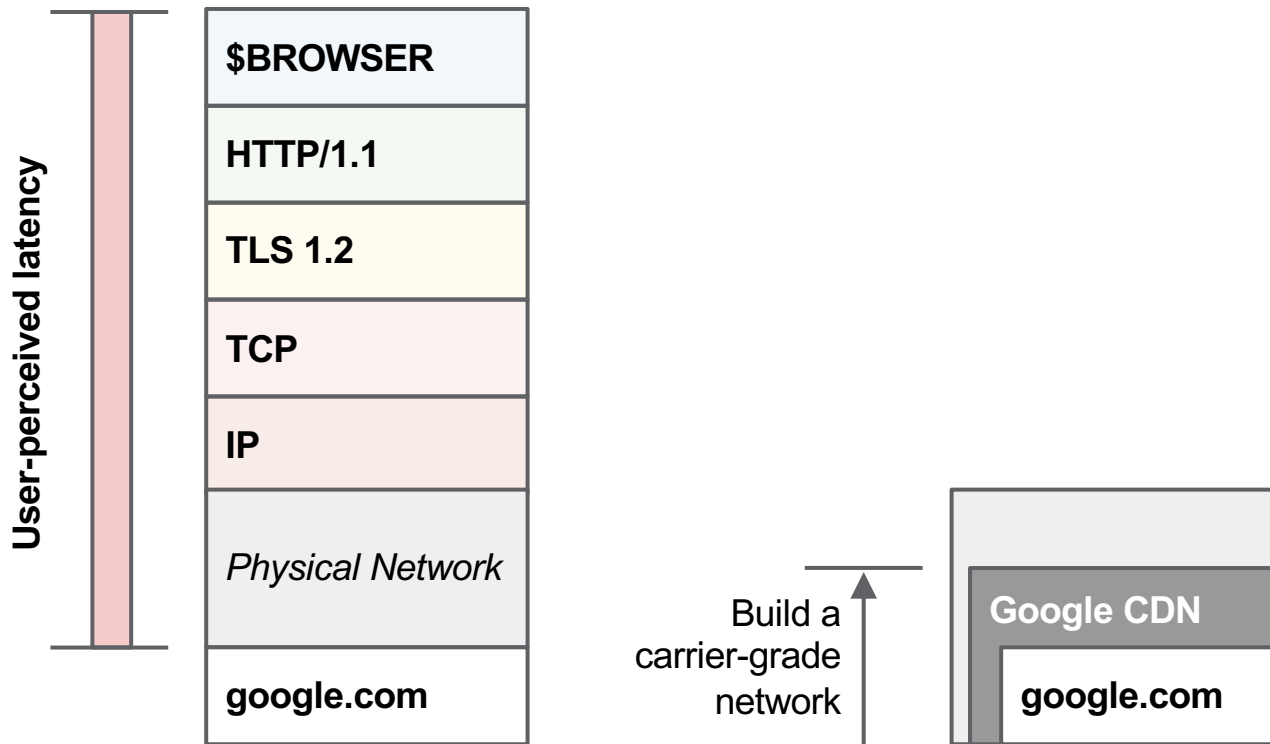 User-perceived latency
$BROWSER
HTTP/1.1
TLS 1.2
TCP
IP
Physical Network
google.com
Build a
carrier-grade
network
Google CDN
google.com